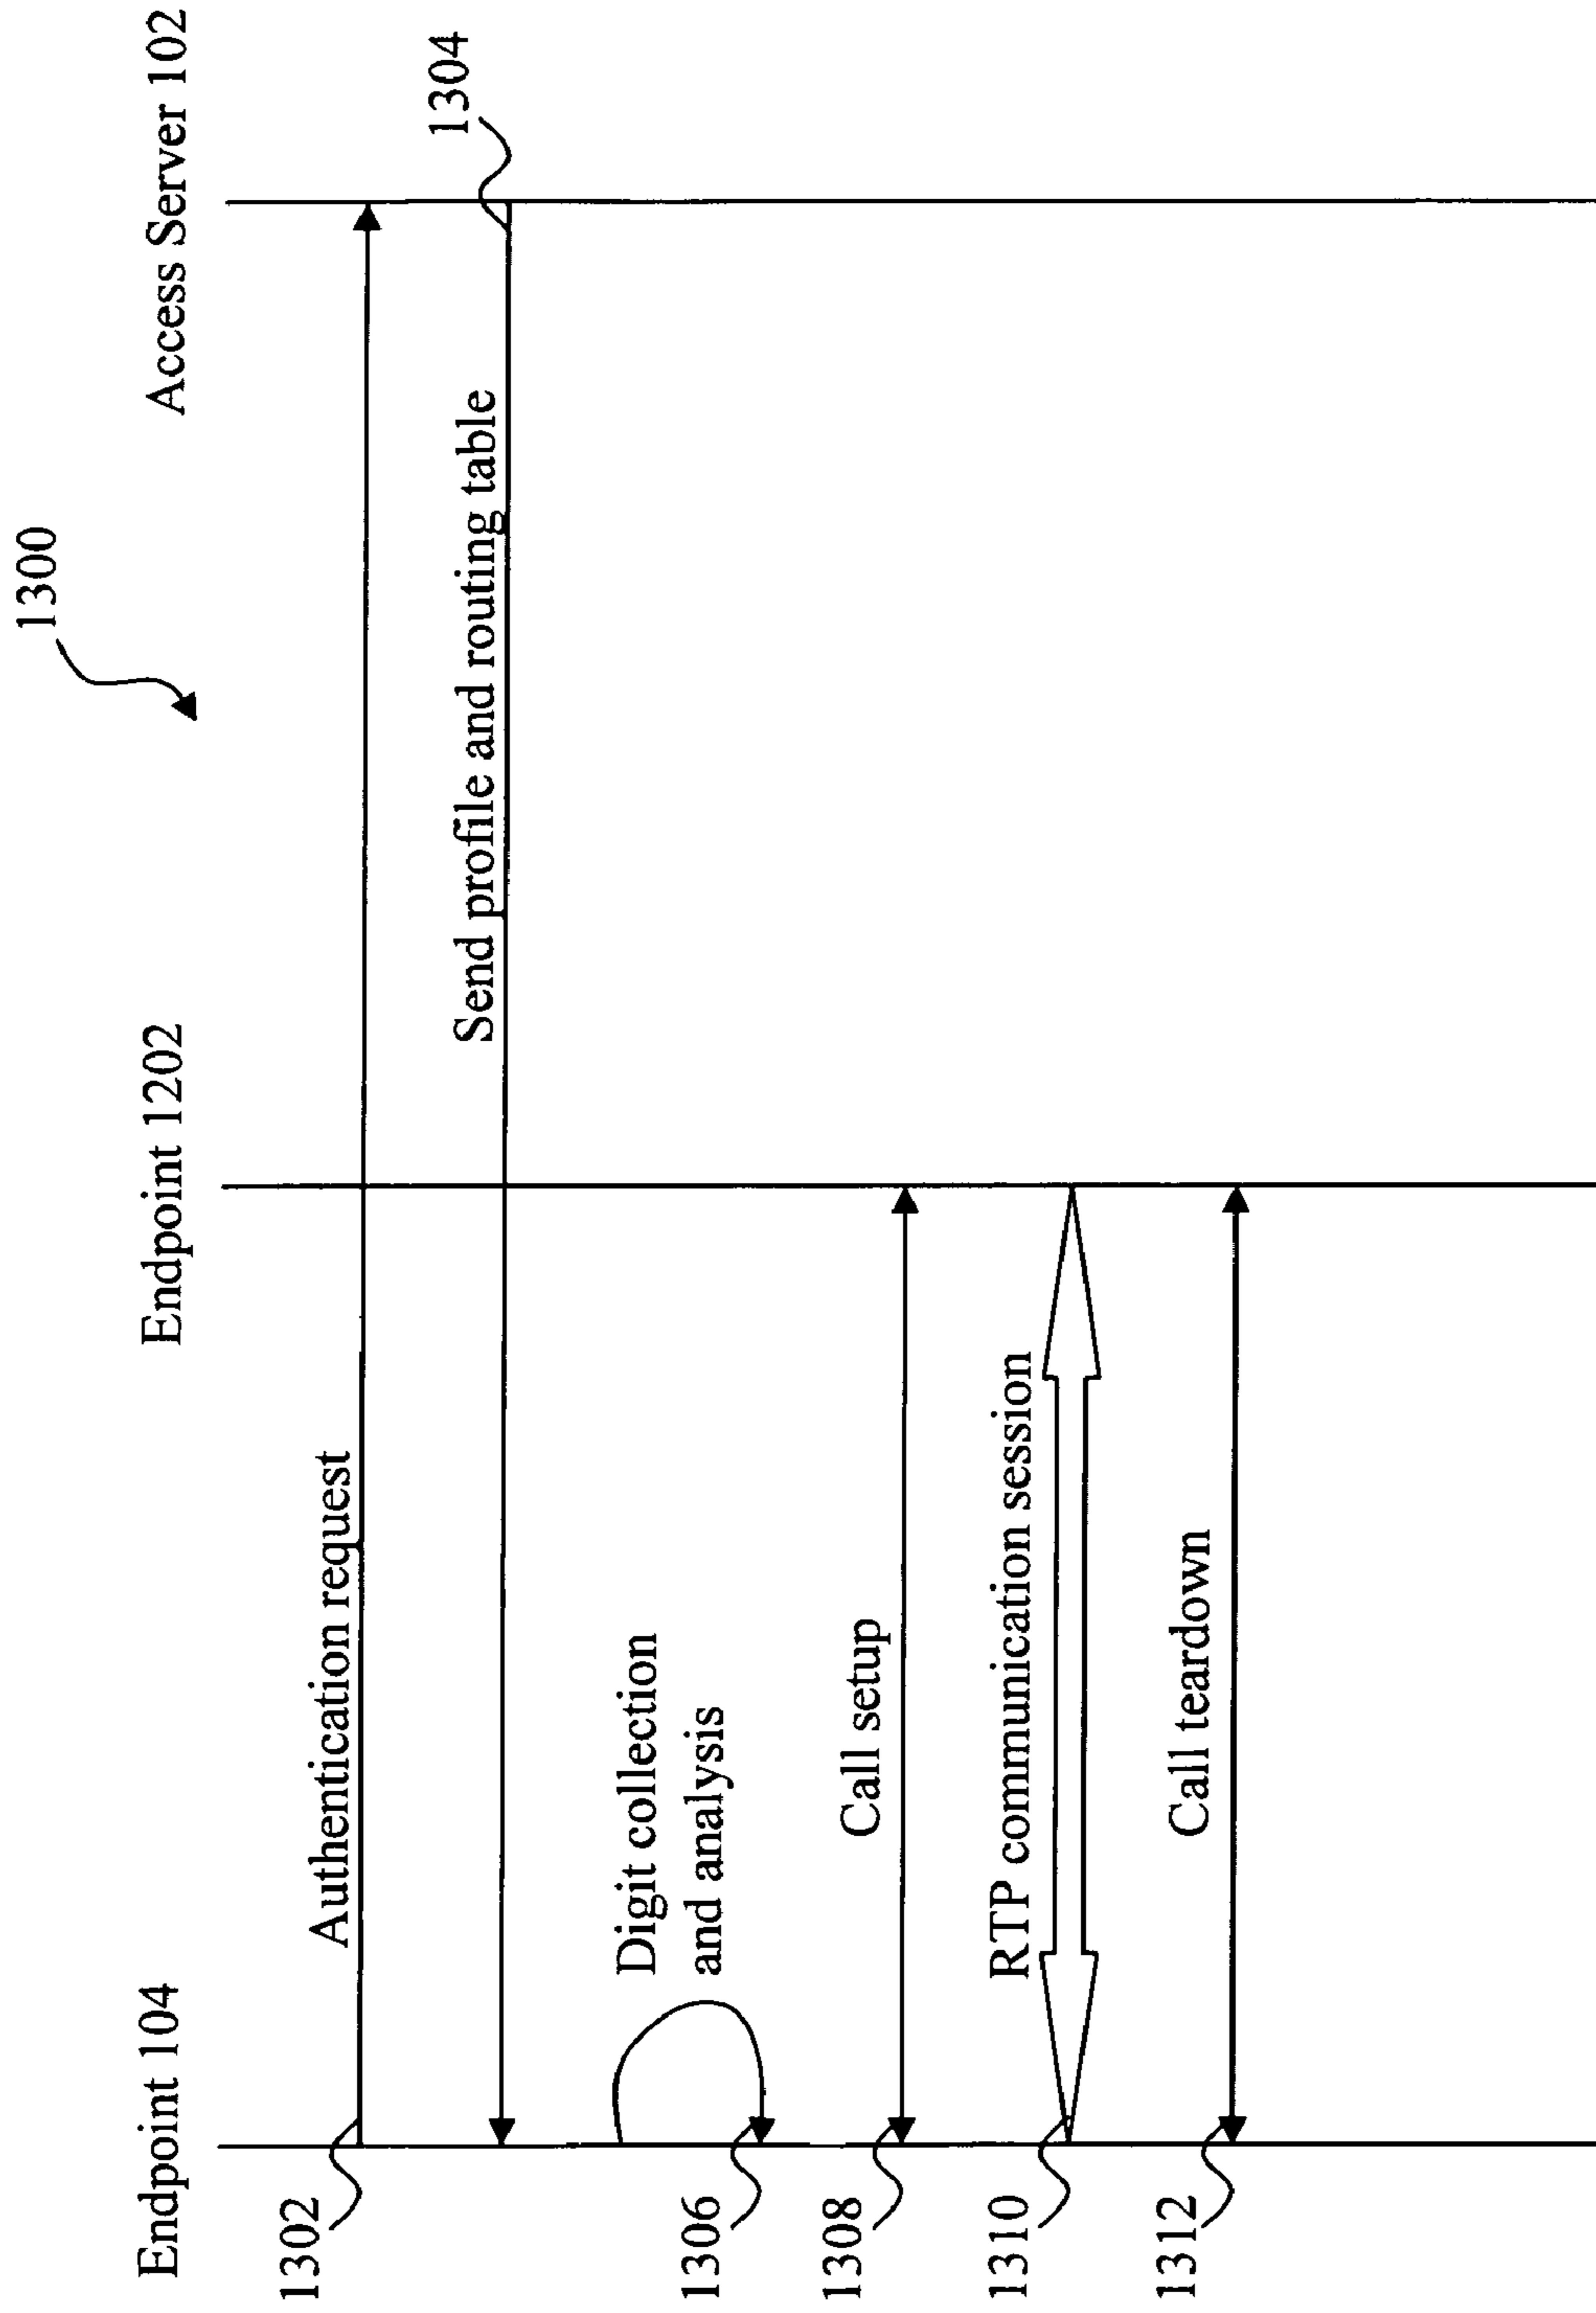 1300
Endpoint 104
Endpoint 1202
Access Server 102
1302
Authentication request
1304
Send profile and routing table
Digit collection
and analysis
1306
Call setup
1308
RTP communication session
1310
Call teardown
1312